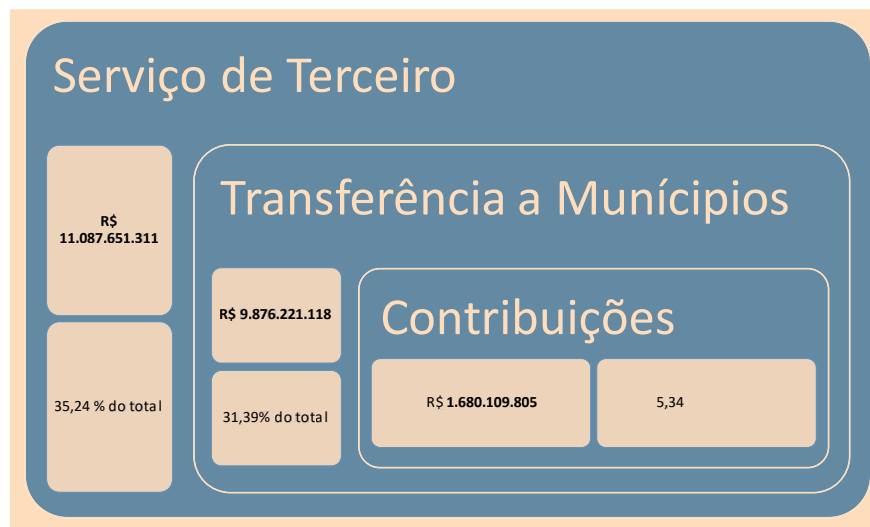 Serviço de Terceiro
R$
11.087.651.311
35,24 % do total
Transferência a Munícipios
R$ 9.876.221.118
31,39% do total
Contribuições
R$ 1.680.109.805
5,34